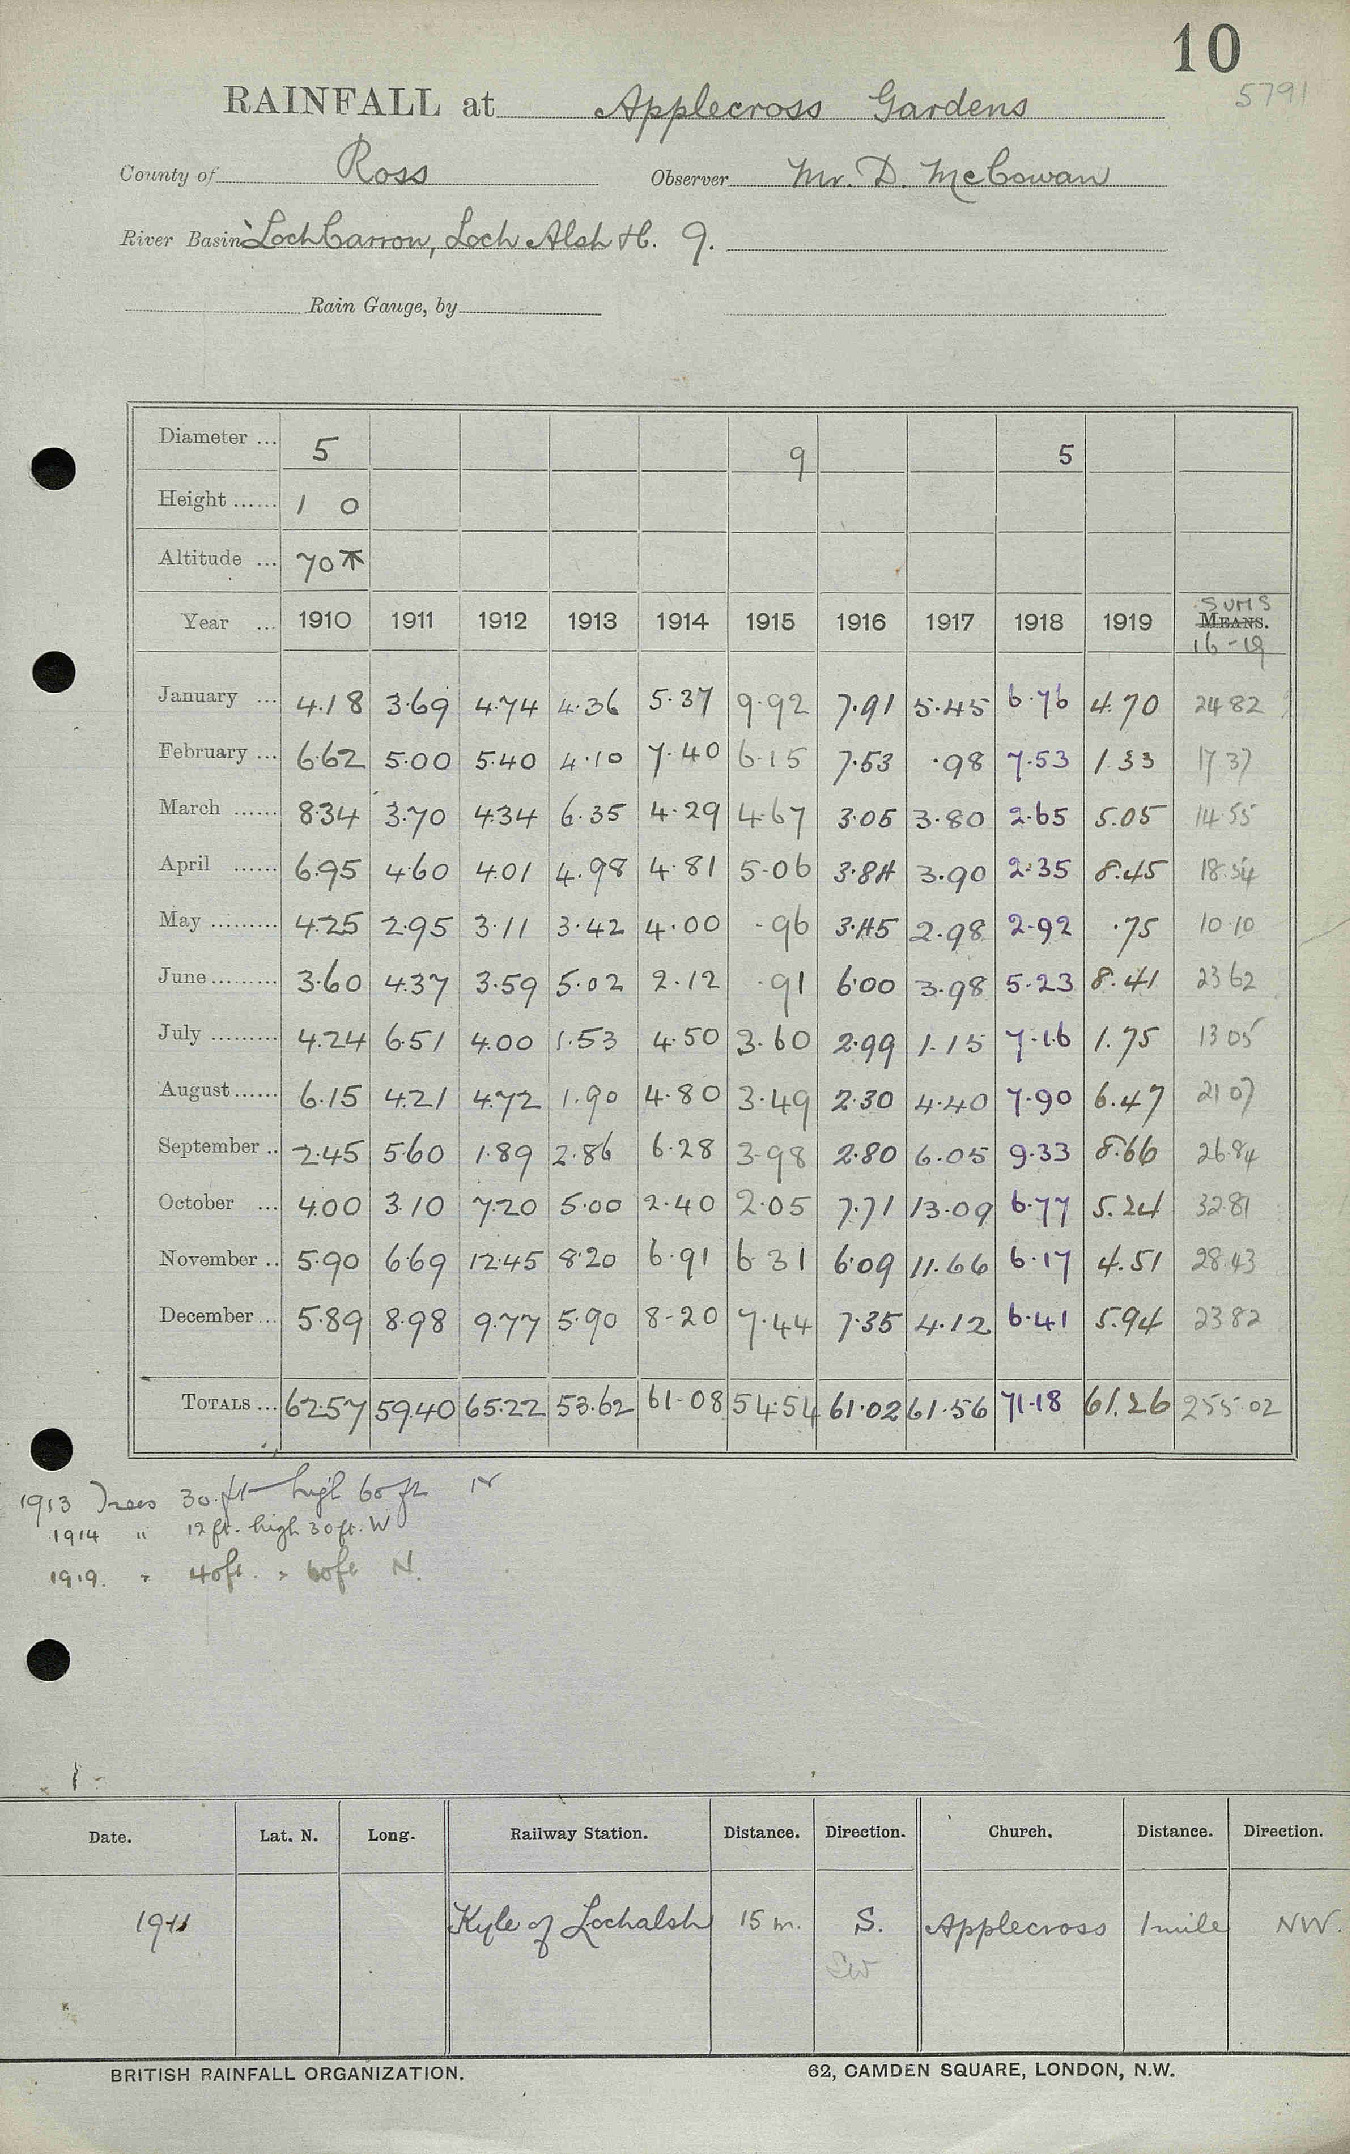 10
5791
RAINFALL at Applecross Gardens
County of Ross Observer Mr. D. McCowan
River Basin Loch Carron, Loch Alsh &c. 9.
Rain Gauge, by
Diameter ... 5 9 5
Height ...... 1 0
Altitude ... 70
Year ... 1910 1911 1912 1913 1914 1915 1916 1917 1918 1919 SUMS MEANS. 16-19
January ... 4.18 3.69 4.74 4.36 5.37 9.92 7.91 5.45 6.76 4.70 24 82
February ... 6.62 5.00 5.40 4.10 7.40 6.15 7.53 .98 7.53 1.33 17 37
March ...... 8.34 3.70 4.34 6.35 4.29 4.67 3.05 3.80 2.65 5.05 14.55
April ...... 6.95 4.60 4.01 4.98 4.81 5.06 3.84 3.90 2.35 8.45 18.54
May ......... 4.25 2.95 3.11 3.42 4.00 .96 3.45 2.98 2.92 .75 10.10
June ......... 3.60 4.37 3.59 5.02 2.12 .91 6.00 3.98 5.23 8.41 23 62
July .......... 4.24 6.51 4.00 1.53 4.50 3.60 2.99 1.15 7.16 1.75 13 05
August ...... 6.15 4.21 4.72 1.90 4.80 3.49 2.30 4.40 7.90 6.47 21 07
September .. 2.45 5.60 1.89 2.86 6.28 3.98 2.80 6.05 9.33 8.66 26.84
October ... 4.00 3.10 7.20 5.00 2.40 2.05 7.71 13.09 6.77 5.24 32.81
November .. 5.90 6.69 12.45 8.20 6.91 6.31 6.09 11.66 6.17 4.51 28.43
December ... 5.89 8.98 9.77 5.90 8.20 7.44 7.35 4.12 6.41 5.94 23 82
TOTALS ... 62.57 59.40 65.22 53.62 61.08 54.54 61.02 61.56 71.18 61.26 255.02
1913 Trees 30 ft high 60 ft N
1914 " 12 ft. high 30 ft. W
1919. " 40 ft. " 60 ft N.
Date. Lat. N. Long. Railway Station. Distance. Direction. Church. Distance. Direction.
1911 Kyle of Lochalsh 15 m. S. Applecross 1 mile NW.
SW
BRITISH RAINFALL ORGANIZATION. 62, CAMDEN SQUARE, LONDON, N.W.